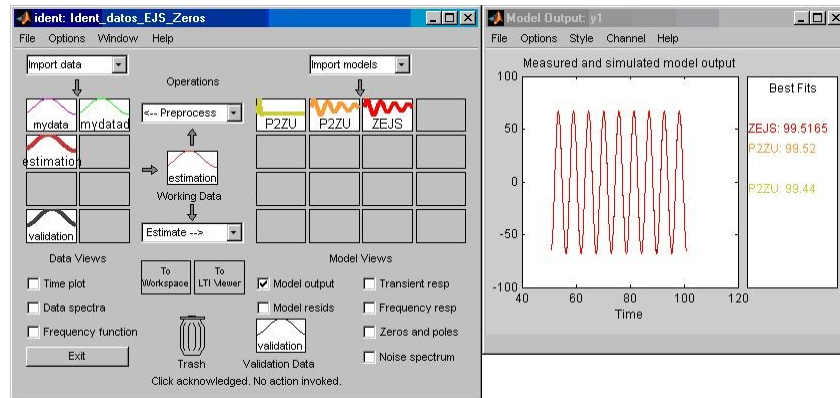 ident: Ident_datos_EJS_Zeros
File Options Window Help
Import data
Import models
Operations
<-- Preprocess
mydata
mydatad
P2ZU
P2ZU
ZEJS
estimation
estimation
Working Data
validation
Estimate -->
Data Views
Model Views
To Workspace
To LTI Viewer
Time plot
Model output
Transient resp
Data spectra
Model resids
Frequency resp
Frequency function
validation
Zeros and poles
Exit
Trash
Validation Data
Noise spectrum
Click acknowledged. No action invoked.
Model Output: y1
File Options Style Channel Help
Measured and simulated model output
100
50
0
-50
-100
40 60 80 100 120
Time
Best Fits
ZEJS: 99.5165
P2ZU: 99.52
P2ZU: 99.44